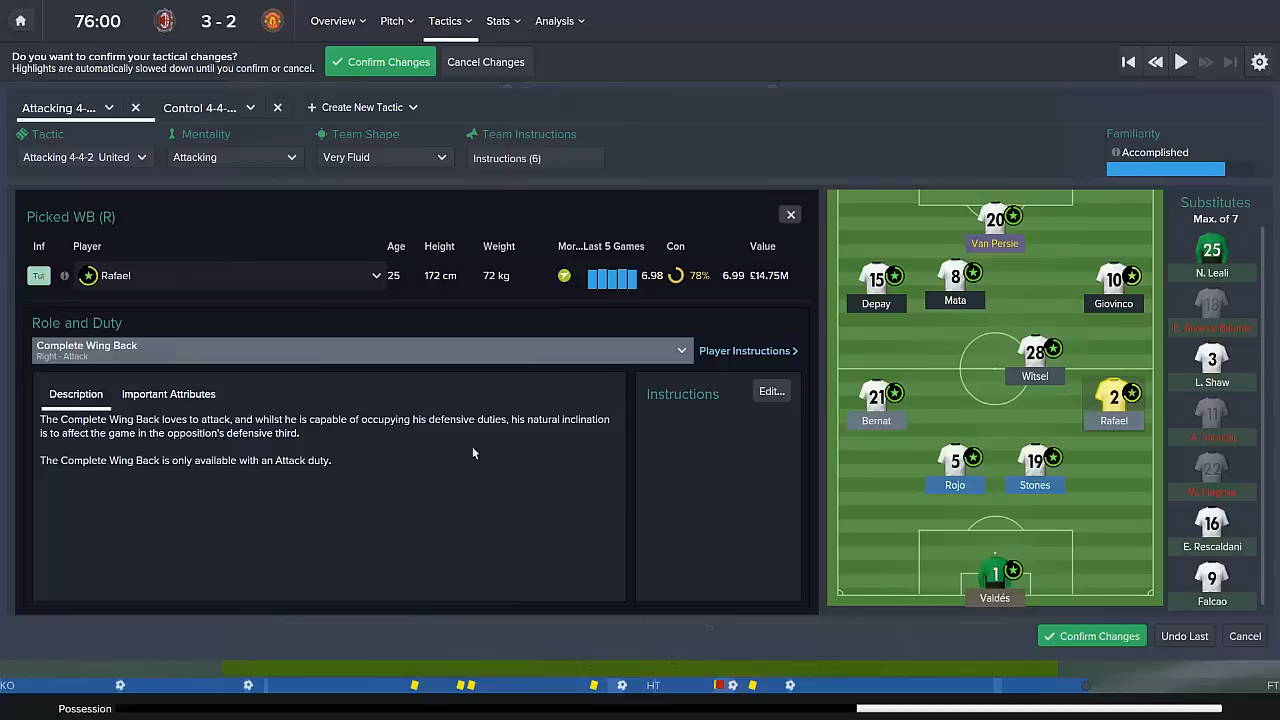 76:00
3 - 2
Overview
Pitch
Tactics
Stats
Analysis
Do you want to confirm your tactical changes?
Highlights are automatically slowed down until you confirm or cancel.
Confirm Changes
Cancel Changes
Attacking 4-...
Control 4-4-...
Create New Tactic
Tactic
Mentality
Team Shape
Team Instructions
Familiarity
Attacking 4-4-2 United
Attacking
Very Fluid
Instructions (6)
Accomplished
Picked WB (R)
Inf
Player
Age
Height
Weight
Mor...
Last 5 Games
Con
Value
Tut
Rafael
25
172 cm
72 kg
6.98
78%
6.99
£14.75M
Role and Duty
Complete Wing Back
Right - Attack
Player Instructions
Description
Important Attributes
The Complete Wing Back loves to attack, and whilst he is capable of occupying his defensive duties, his natural inclination
is to affect the game in the opposition's defensive third.
The Complete Wing Back is only available with an Attack duty.
Instructions
Edit...
20
Van Persie
15
Depay
8
Mata
10
Giovinco
28
Witsel
21
Bernat
2
Rafael
5
Rojo
19
Stones
1
Valdés
Substitutes
Max. of 7
25
N. Leali
18
3
L. Shaw
11
A. Januzaj
22
W. Hughes
16
E. Rescaldani
9
Falcao
Confirm Changes
Undo Last
Cancel
KO
HT
FT
Possession